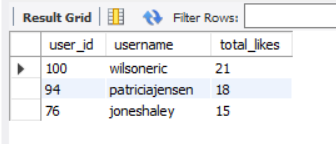 Result Grid Filter Rows:
user_id username total_likes
100 wilsoneric 21
94 patriciajensen 18
76 joneshaley 15